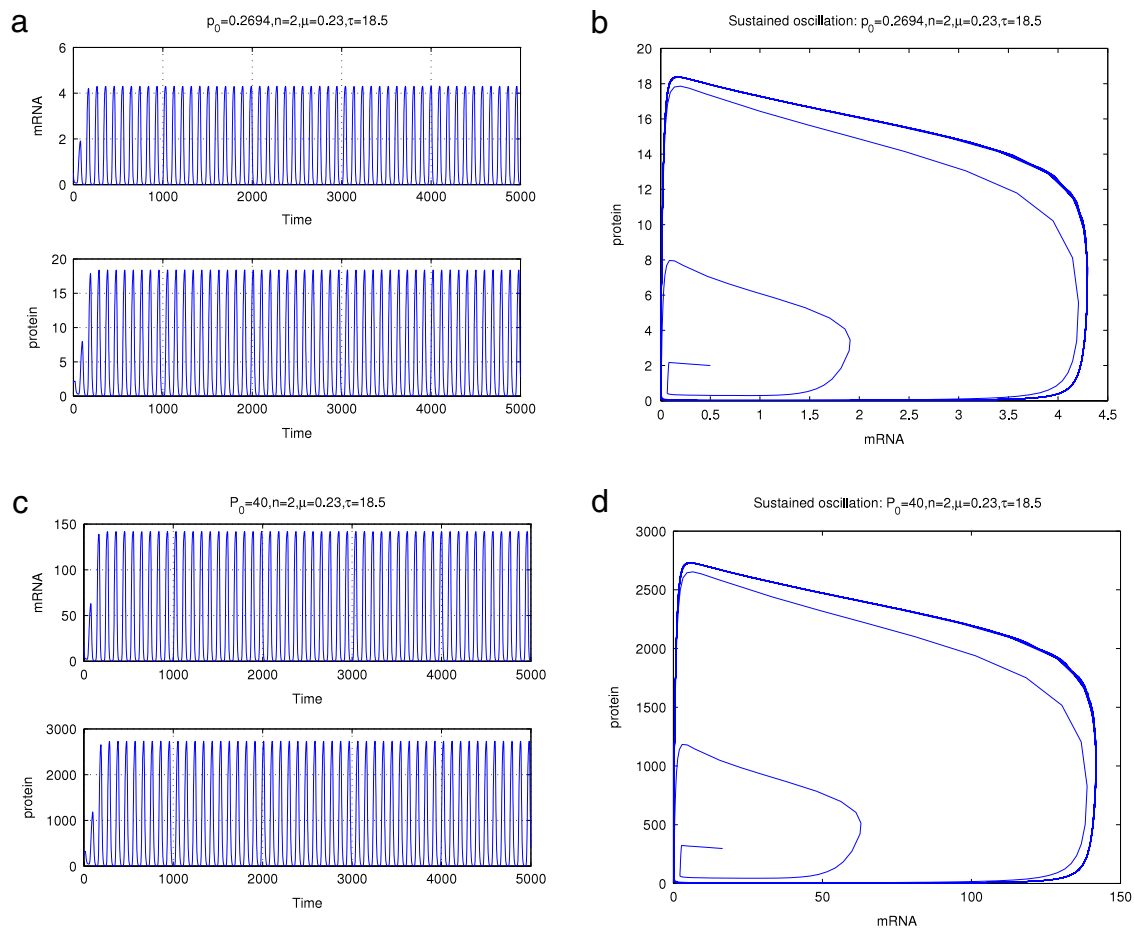 a
p₀=0.2694,n=2,μ=0.23,τ=18.5
6
4
2
0
mRNA
0 1000 2000 3000 4000 5000
Time
20
15
10
5
0
protein
0 1000 2000 3000 4000 5000
Time
b
Sustained oscillation: p₀=0.2694,n=2,μ=0.23,τ=18.5
20
18
16
14
12
10
8
6
4
2
0
protein
0 0.5 1 1.5 2 2.5 3 3.5 4 4.5
mRNA
c
P₀=40,n=2,μ=0.23,τ=18.5
150
100
50
0
mRNA
0 1000 2000 3000 4000 5000
Time
3000
2000
1000
0
protein
0 1000 2000 3000 4000 5000
Time
d
Sustained oscillation: P₀=40,n=2,μ=0.23,τ=18.5
3000
2500
2000
1500
1000
500
0
protein
0 50 100 150
mRNA